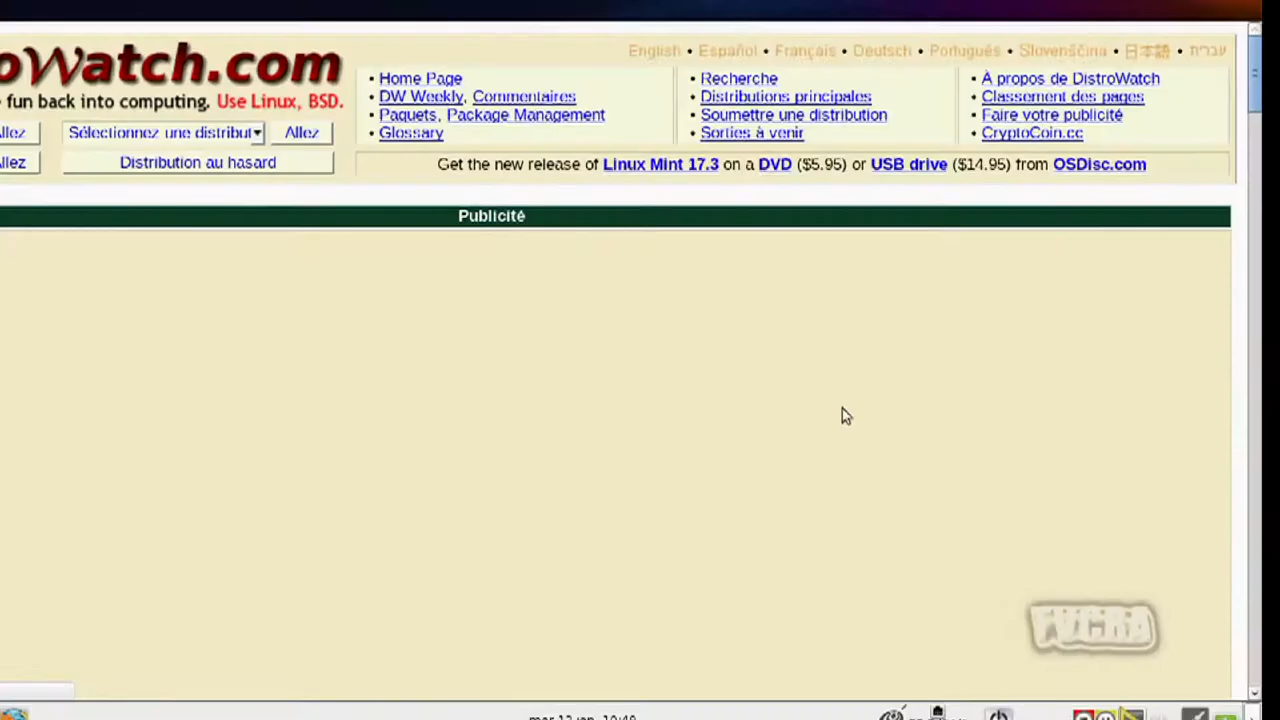 oWatch.com
English • Español • Français • Deutsch • Português • Slovenščina • 日本語 • עברית
fun back into computing. Use Linux, BSD.
• Home Page
• DW Weekly, Commentaires
• Paquets, Package Management
• Glossary
• Recherche
• Distributions principales
• Soumettre une distribution
• Sorties à venir
• À propos de DistroWatch
• Classement des pages
• Faire votre publicité
• CryptoCoin.cc
Allez Sélectionnez une distribut Allez
Allez Distribution au hasard
Get the new release of Linux Mint 17.3 on a DVD ($5.95) or USB drive ($14.95) from OSDisc.com
Publicité